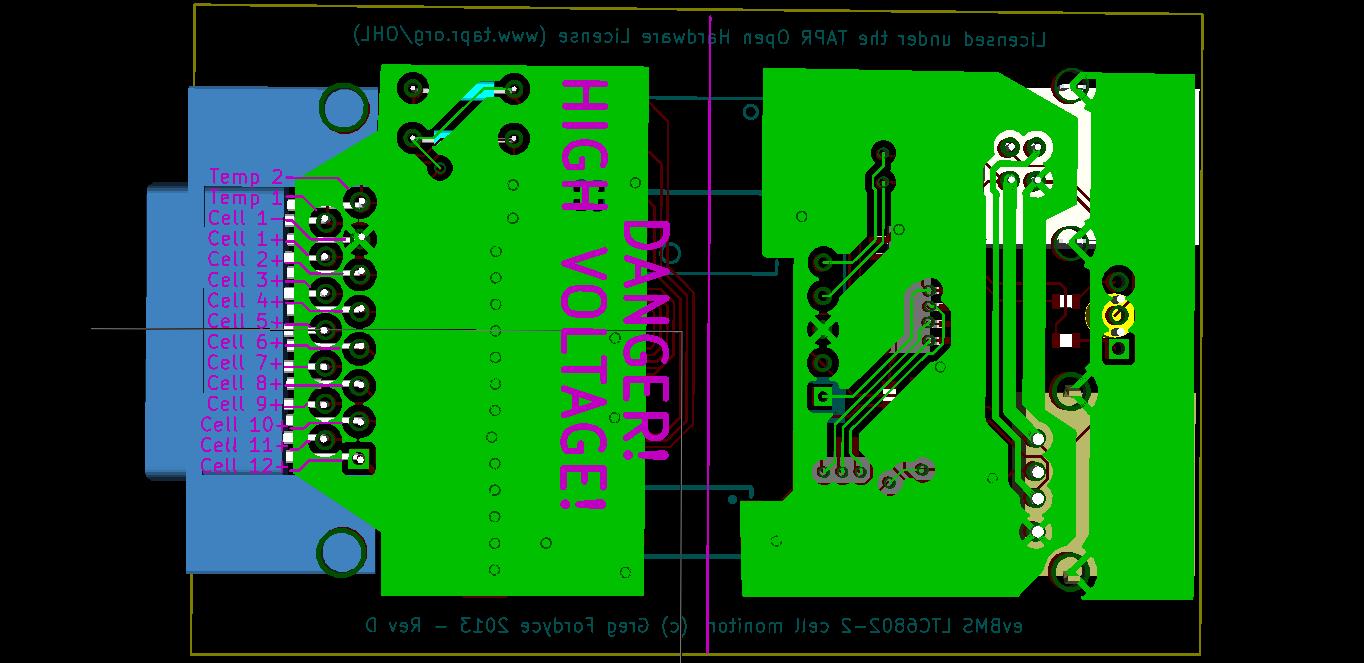 Licensed under the TAPR Open Hardware License (www.tapr.org/OHL)
HIGH VOLTAGE!
DANGER!
Temp 2
Temp 1
Cell 1-
Cell 1+
Cell 2+
Cell 3+
Cell 4+
Cell 5+
Cell 6+
Cell 7+
Cell 8+
Cell 9+
Cell 10+
Cell 11+
Cell 12+
evBMS LTC6802-2 cell monitor (c) Greg Fordyce 2013 - Rev D